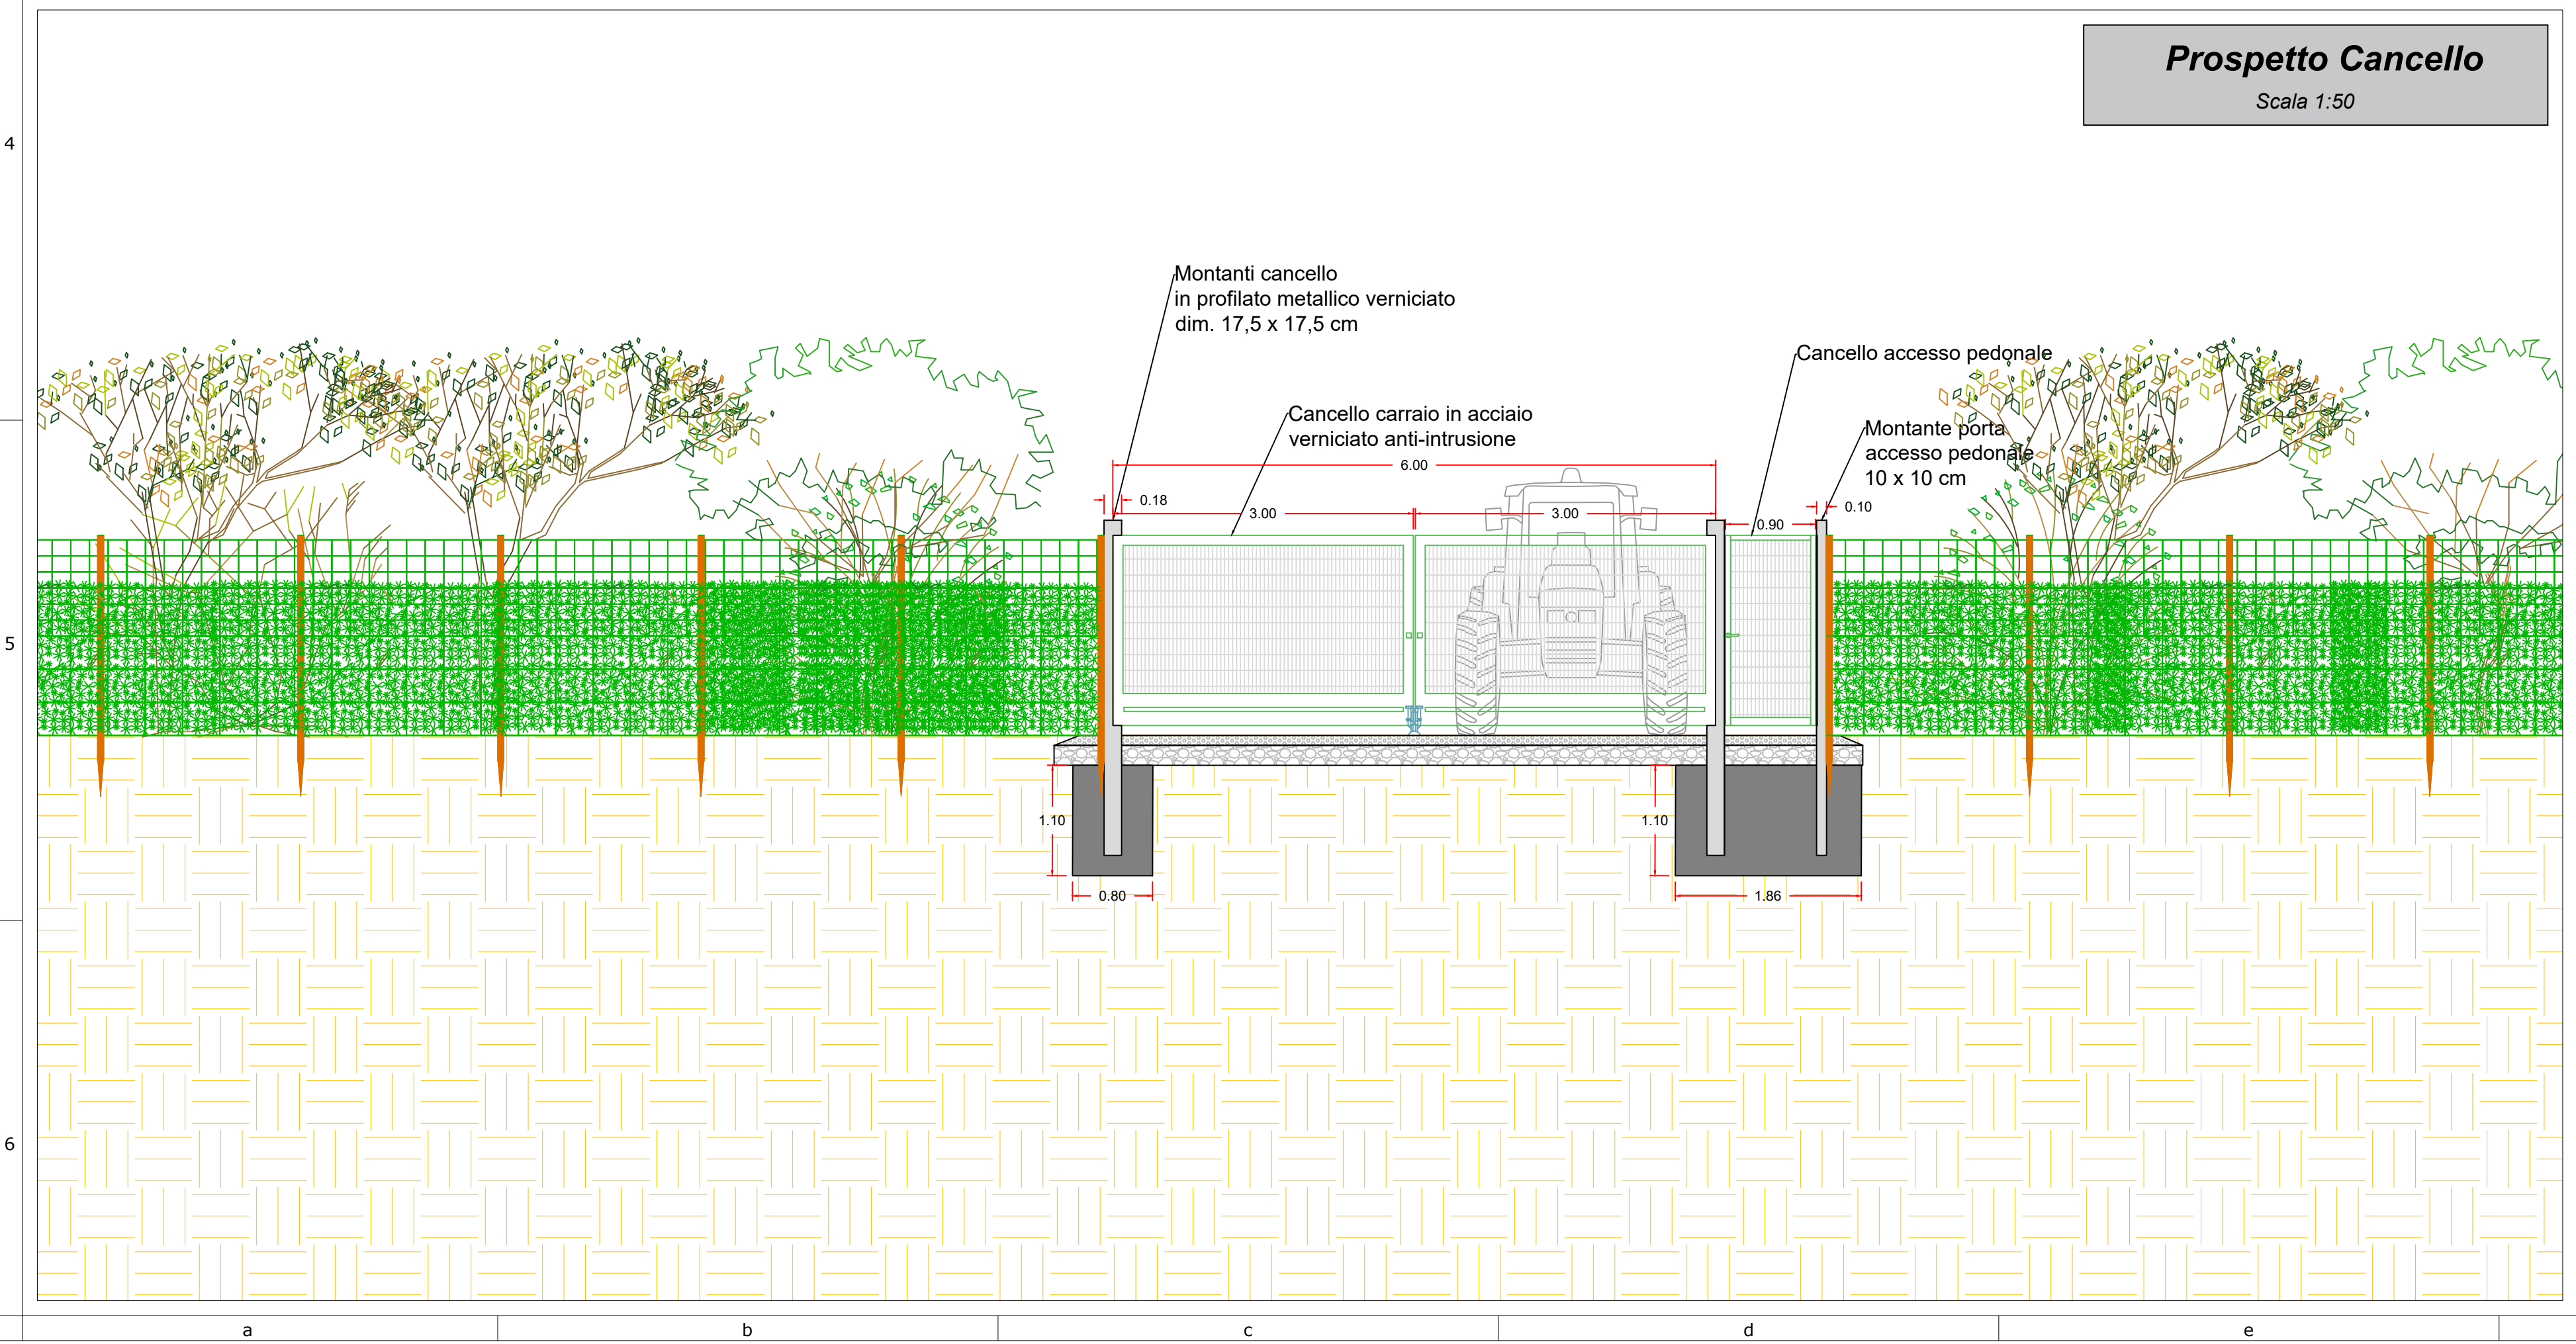 Prospetto Cancello
Scala 1:50
4
Montanti cancello
in profilato metallico verniciato
dim. 17,5 x 17,5 cm
Cancello accesso pedonale
Cancello carraio in acciaio
verniciato anti-intrusione
Montante porta
accesso pedonale
10 x 10 cm
6.00
0.18
3.00
3.00
0.90
0.10
5
1.10
1.10
0.80
1.86
6
a
b
c
d
e